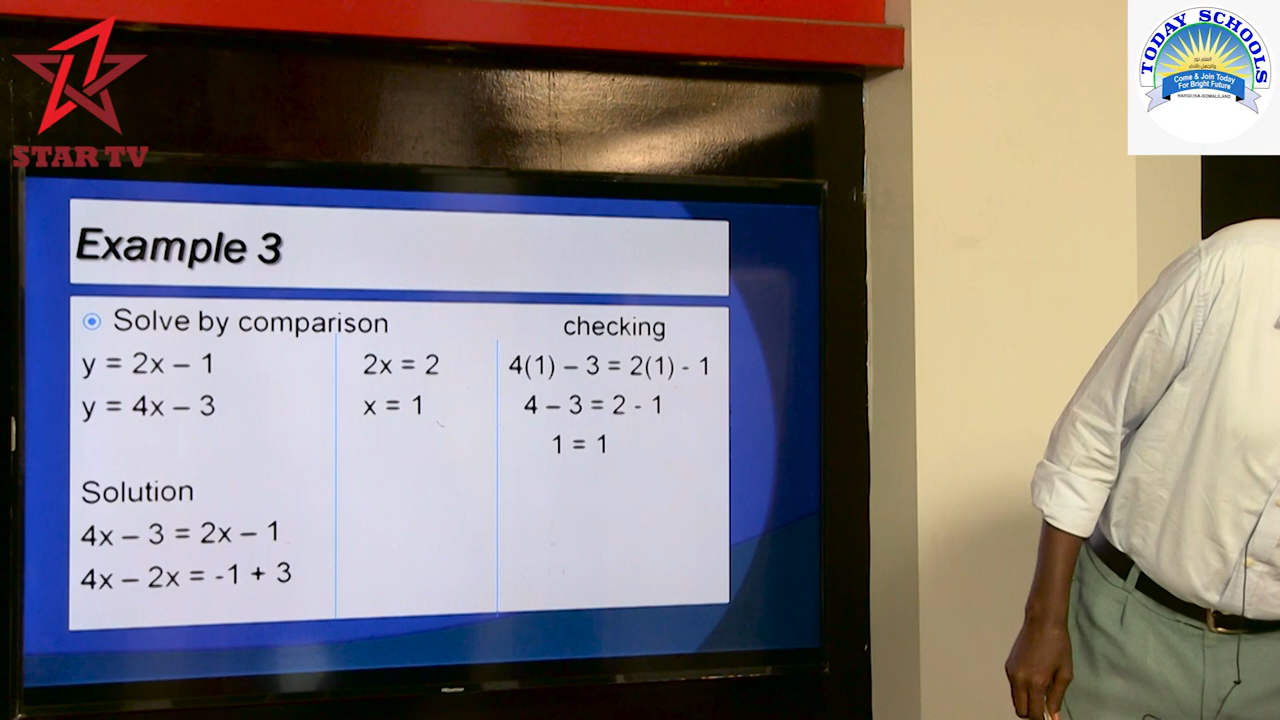 STAR TV
TODAY SCHOOLS
Come & Join Today
For Bright Future
HARGEISA-SOMALILAND
Example 3
Solve by comparison
y = 2x – 1
y = 4x – 3
Solution
4x – 3 = 2x – 1
4x – 2x = -1 + 3
2x = 2
x = 1
checking
4(1) – 3 = 2(1) - 1
4 – 3 = 2 - 1
1 = 1